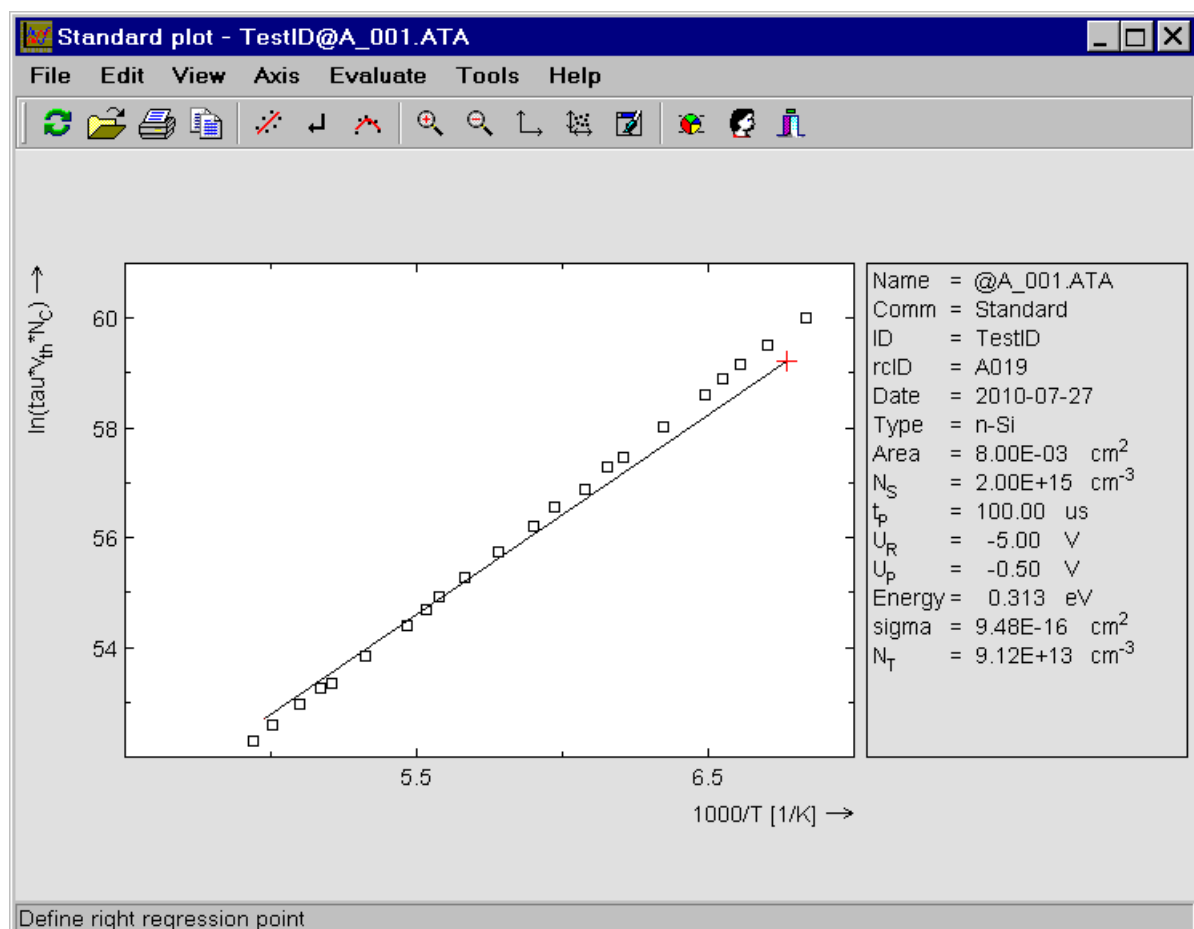 Standard plot - TestID@A_001.ATA
File Edit View Axis Evaluate Tools Help
ln(tau*v_th*N_C) →
60
58
56
54
5.5 6.5
1000/T [1/K] →
Name = @A_001.ATA
Comm = Standard
ID = TestID
rcID = A019
Date = 2010-07-27
Type = n-Si
Area = 8.00E-03 cm²
N_S = 2.00E+15 cm⁻³
t_P = 100.00 us
U_R = -5.00 V
U_P = -0.50 V
Energy = 0.313 eV
sigma = 9.48E-16 cm²
N_T = 9.12E+13 cm⁻³
Define right regression point